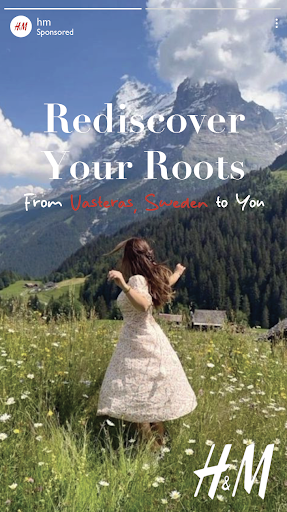 H&M
hm
Sponsored
Rediscover
Your Roots
From Vasteras, Sweden to You
H&M